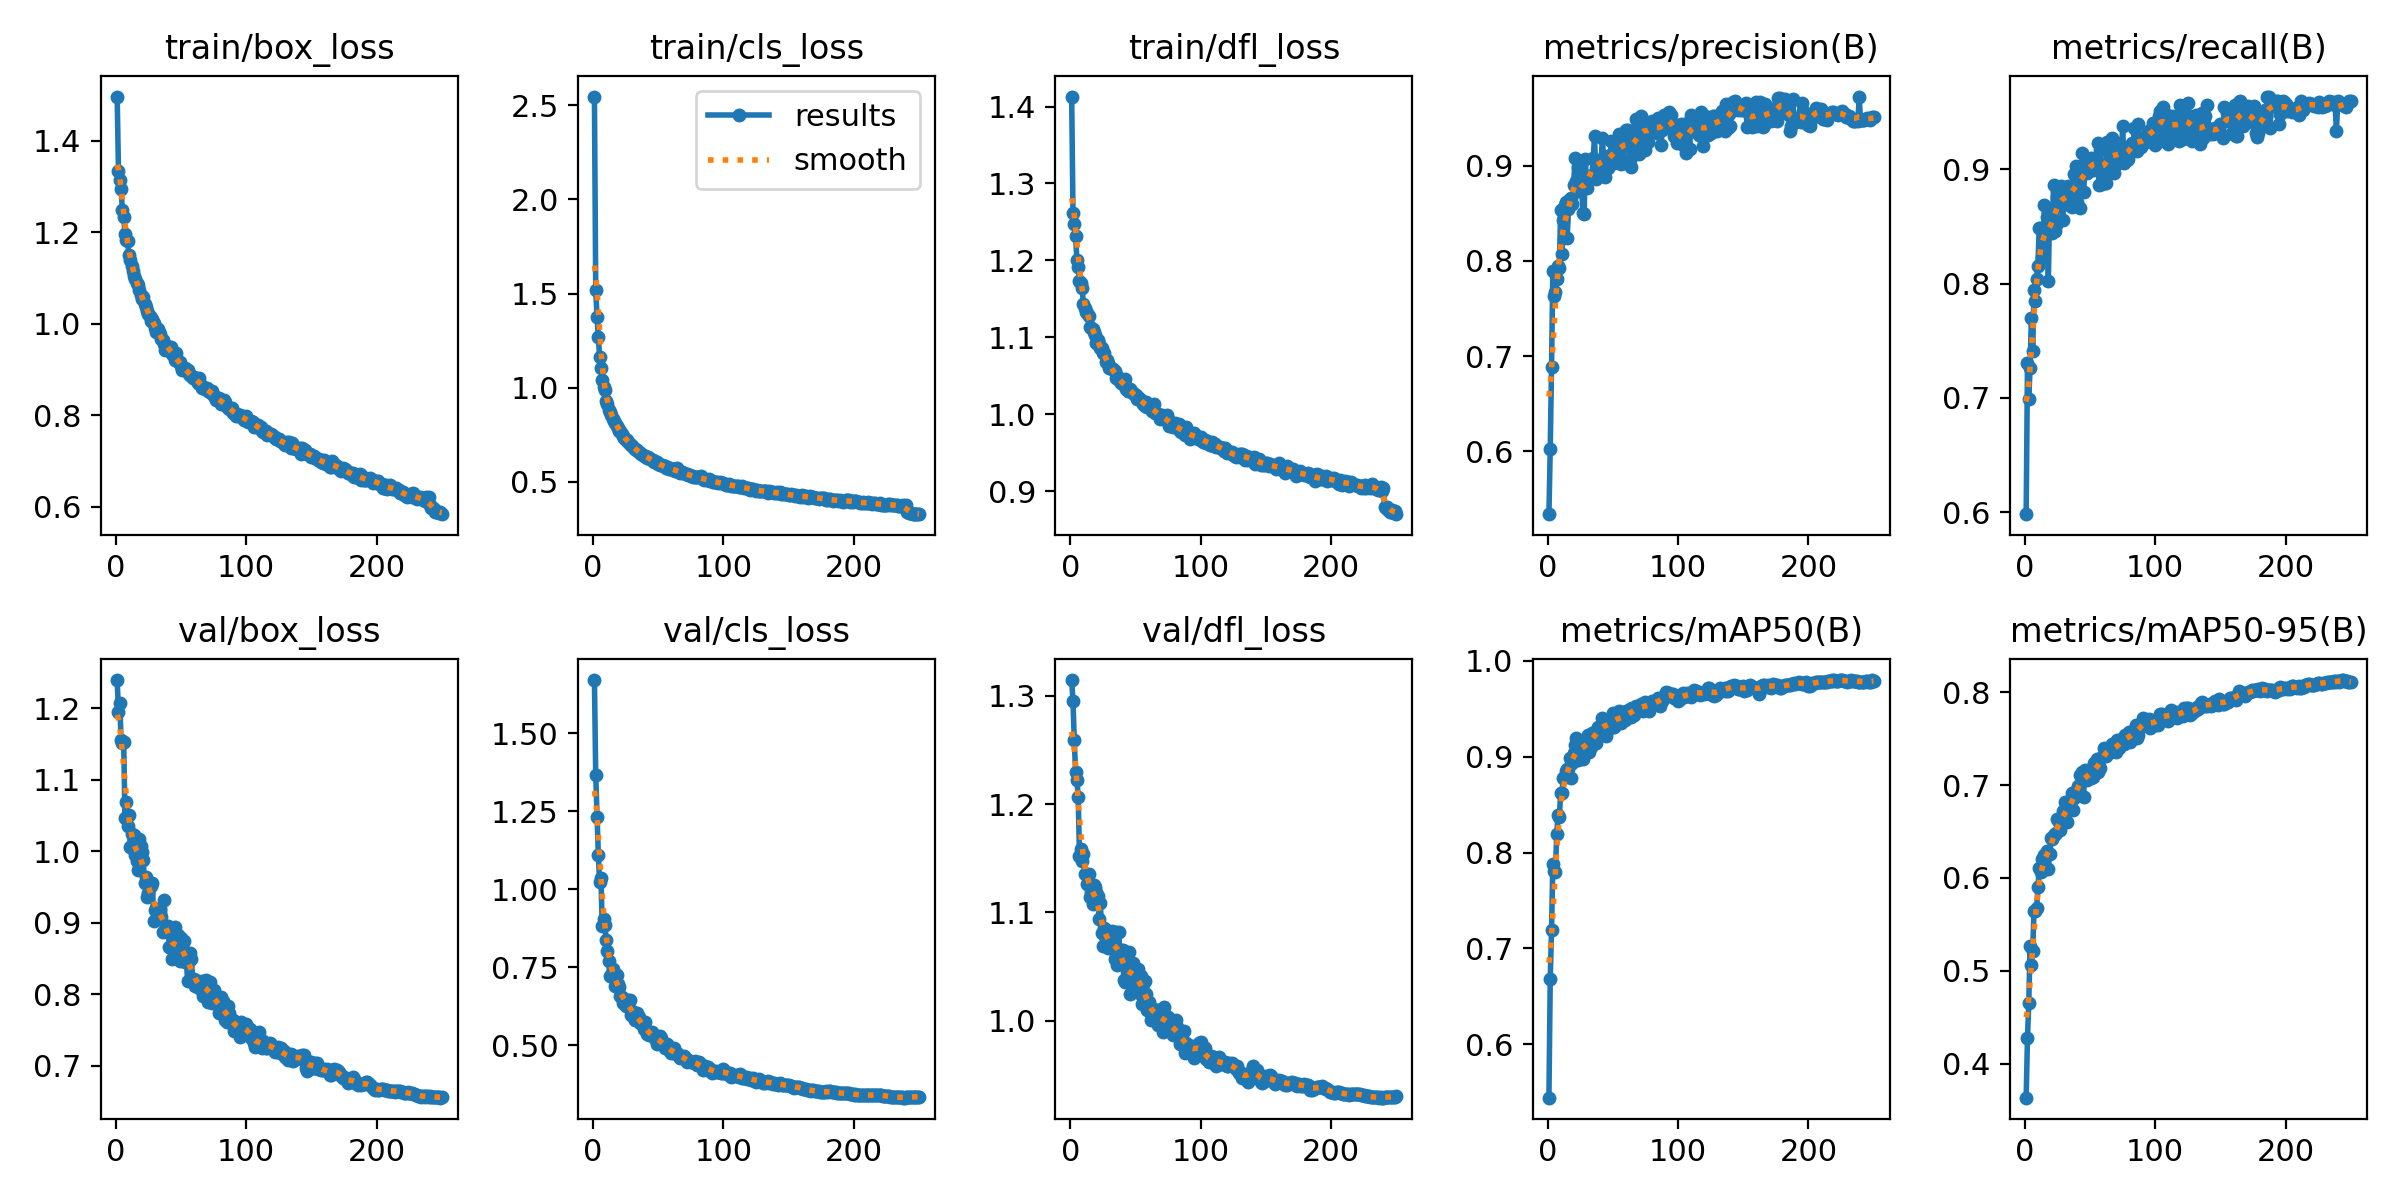 train/box_loss
train/cls_loss
train/dfl_loss
metrics/precision(B)
metrics/recall(B)
1.4
1.2
1.0
0.8
0.6
0 100 200
2.5
2.0
1.5
1.0
0.5
results
smooth
0 100 200
1.4
1.3
1.2
1.1
1.0
0.9
0 100 200
0.9
0.8
0.7
0.6
0 100 200
0.9
0.8
0.7
0.6
0 100 200
val/box_loss
val/cls_loss
val/dfl_loss
metrics/mAP50(B)
metrics/mAP50-95(B)
1.2
1.1
1.0
0.9
0.8
0.7
0 100 200
1.50
1.25
1.00
0.75
0.50
0 100 200
1.3
1.2
1.1
1.0
0 100 200
1.0
0.9
0.8
0.7
0.6
0 100 200
0.8
0.7
0.6
0.5
0.4
0 100 200